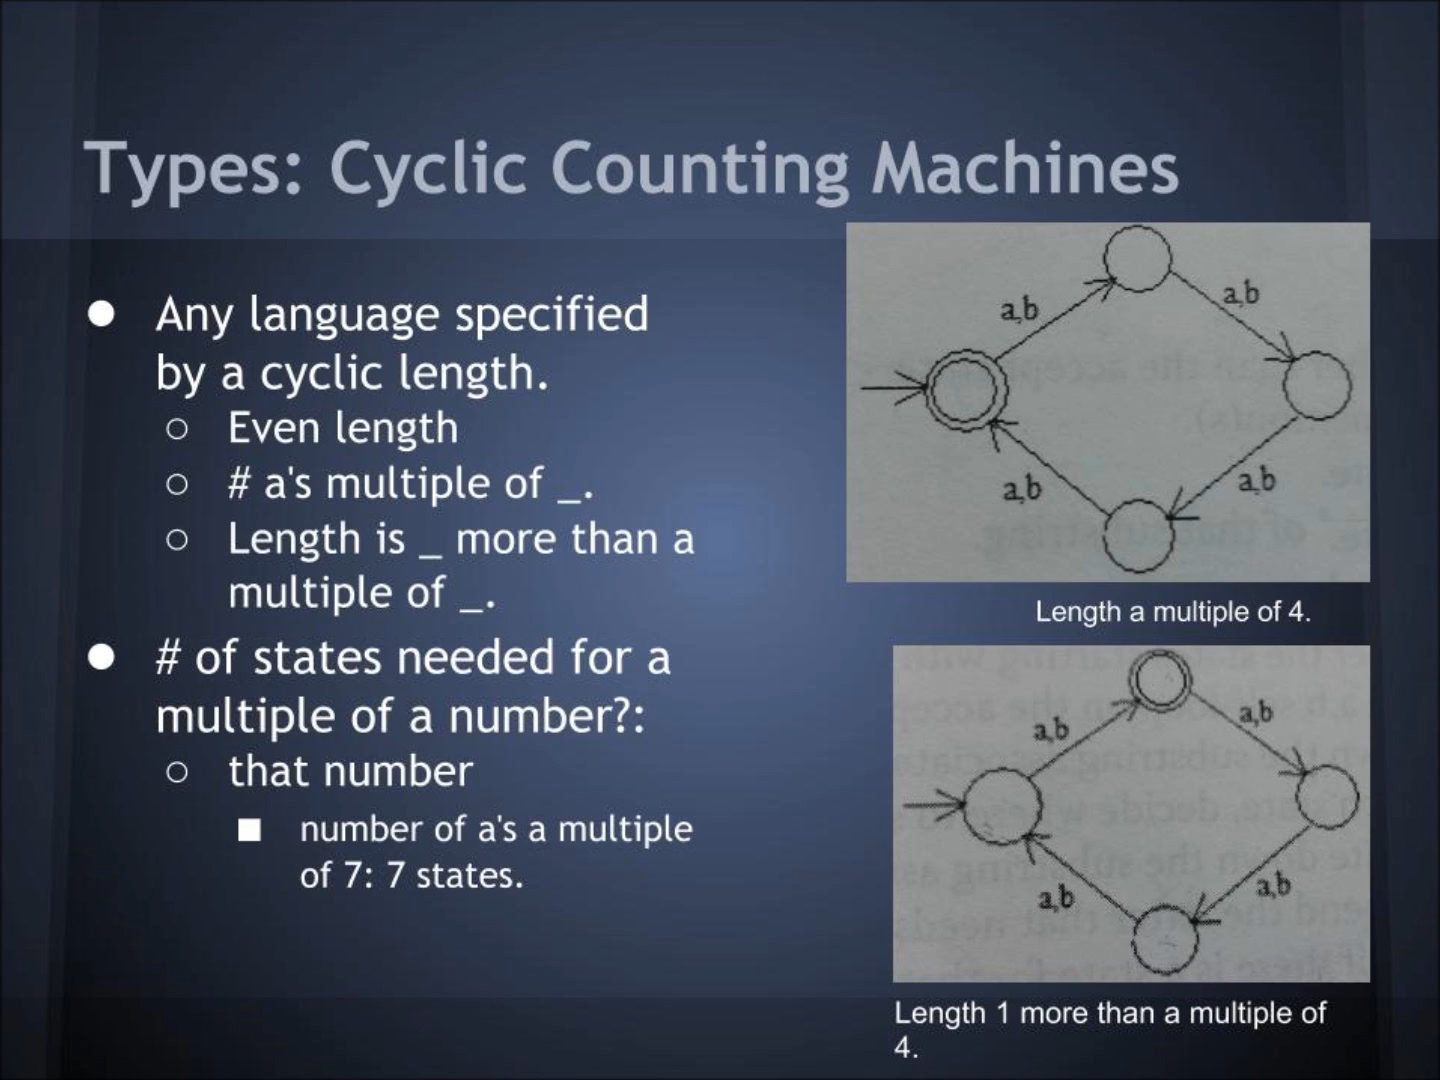 Types: Cyclic Counting Machines
● Any language specified
by a cyclic length.
○ Even length
○ # a's multiple of _.
○ Length is _ more than a
multiple of _.
● # of states needed for a
multiple of a number?:
○ that number
■ number of a's a multiple
of 7: 7 states.
a,b
a,b
a,b
a,b
Length a multiple of 4.
a,b
a,b
a,b
a,b
Length 1 more than a multiple of
4.